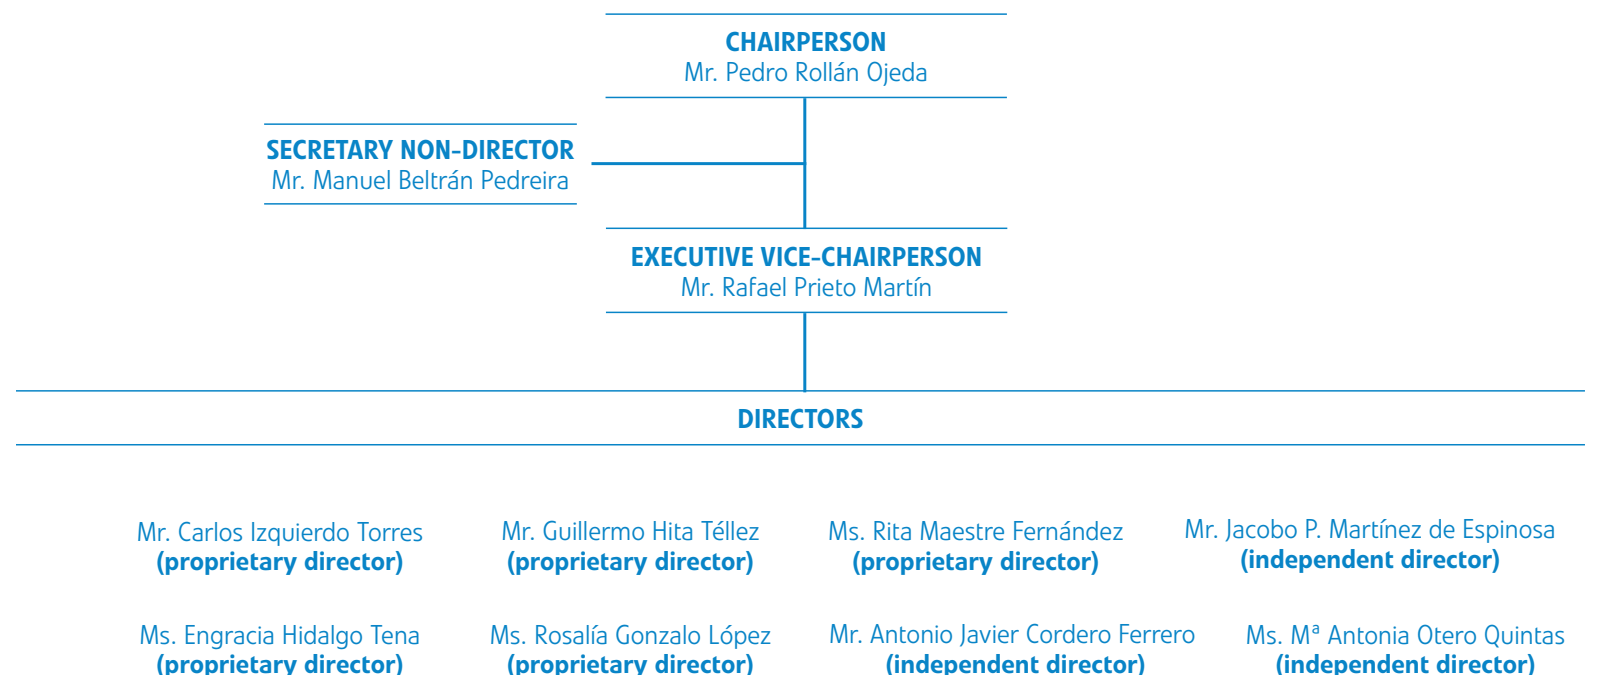 CHAIRPERSON
Mr. Pedro Rollán Ojeda
SECRETARY NON-DIRECTOR
Mr. Manuel Beltrán Pedreira
EXECUTIVE VICE-CHAIRPERSON
Mr. Rafael Prieto Martín
DIRECTORS
Mr. Carlos Izquierdo Torres
(proprietary director)
Mr. Guillermo Hita Téllez
(proprietary director)
Ms. Rita Maestre Fernández
(proprietary director)
Mr. Jacobo P. Martínez de Espinosa
(independent director)
Ms. Engracia Hidalgo Tena
(proprietary director)
Ms. Rosalía Gonzalo López
(proprietary director)
Mr. Antonio Javier Cordero Ferrero
(independent director)
Ms. Mª Antonia Otero Quintas
(independent director)